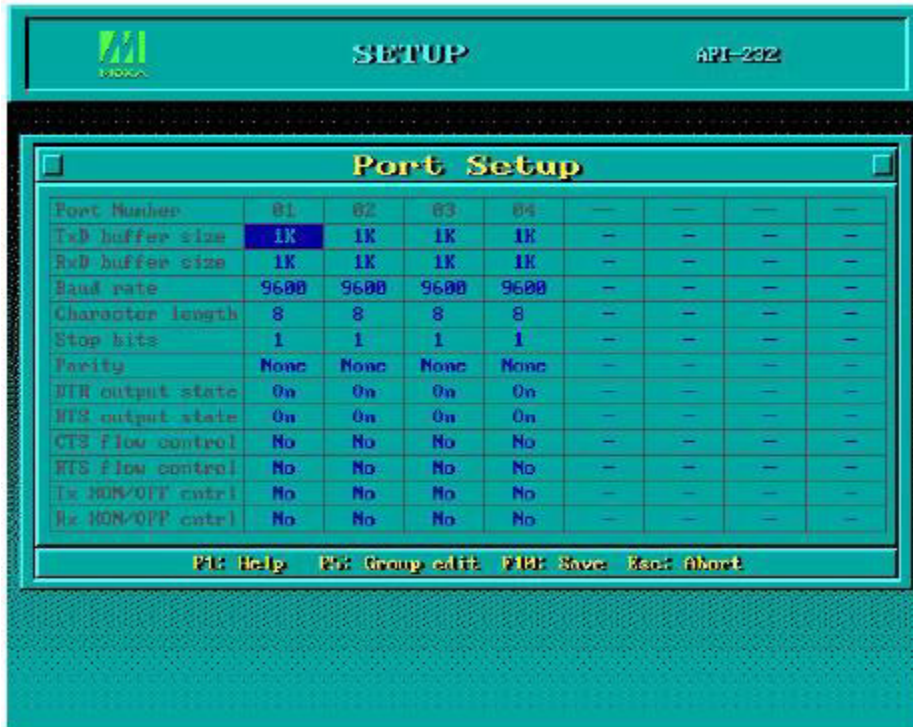 MOXA
SETUP
API-232
Port Setup
Port Number 01 02 03 04 — — — —
TxD buffer size 1K 1K 1K 1K — — — —
RxD buffer size 1K 1K 1K 1K — — — —
Baud rate 9600 9600 9600 9600 — — — —
Character length 8 8 8 8 — — — —
Stop bits 1 1 1 1 — — — —
Parity None None None None — — — —
DTR output state On On On On — — — —
RTS output state On On On On — — — —
CTS flow control No No No No — — — —
RTS flow control No No No No — — — —
Tx XON/OFF cntrl No No No No — — — —
Rx XON/OFF cntrl No No No No — — — —
F1: Help F5: Group edit F10: Save Esc: Abort